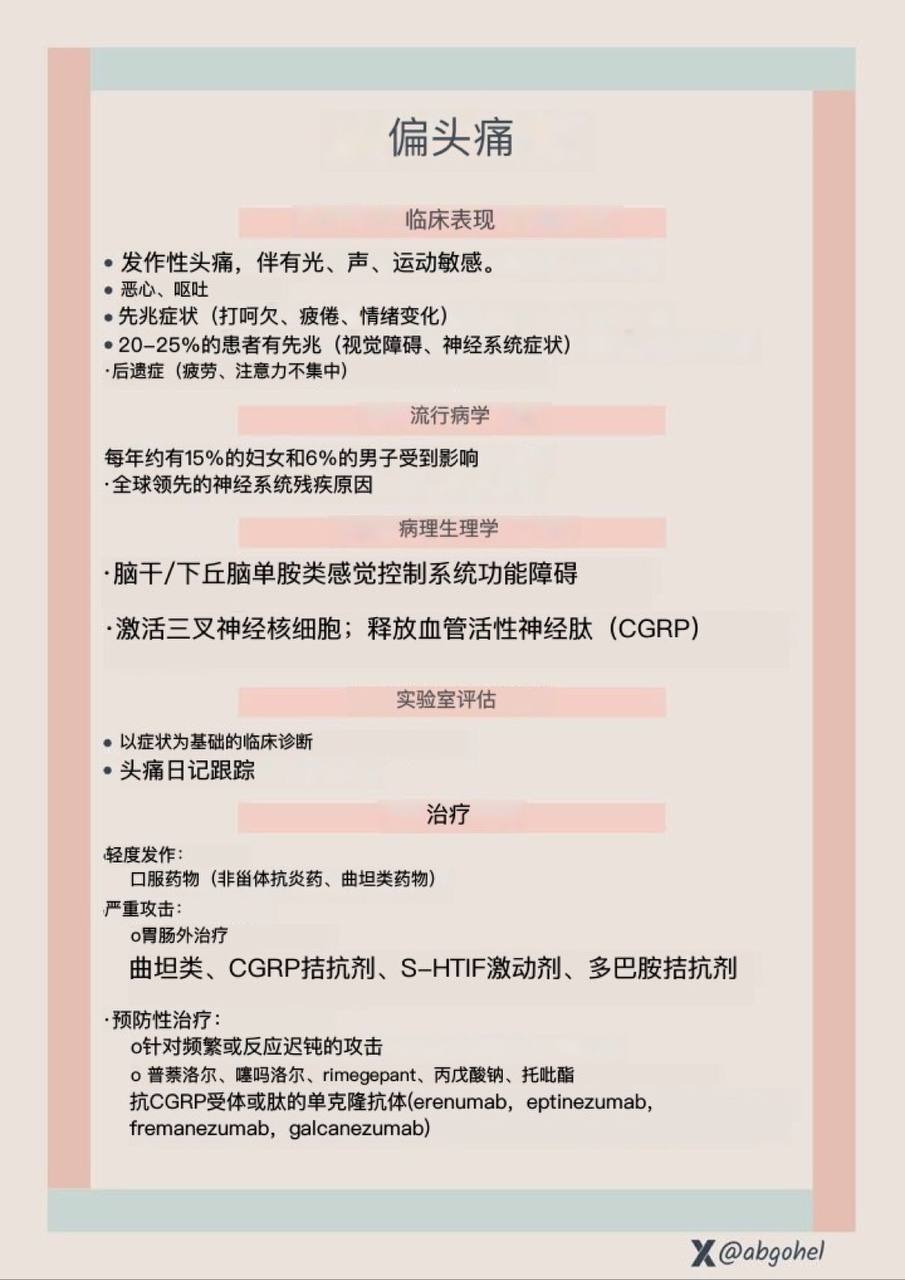 偏头痛
临床表现
• 发作性头痛，伴有光、声、运动敏感。
• 恶心、呕吐
• 先兆症状（打呵欠、疲倦、情绪变化）
• 20–25%的患者有先兆（视觉障碍、神经系统症状）
·后遗症（疲劳、注意力不集中）
流行病学
每年约有15%的妇女和6%的男子受到影响
·全球领先的神经系统残疾原因
病理生理学
·脑干/下丘脑单胺类感觉控制系统功能障碍
·激活三叉神经核细胞；释放血管活性神经肽（CGRP）
实验室评估
• 以症状为基础的临床诊断
• 头痛日记跟踪
治疗
轻度发作：
口服药物（非甾体抗炎药、曲坦类药物）
严重攻击：
o胃肠外治疗
曲坦类、CGRP拮抗剂、S–HTIF激动剂、多巴胺拮抗剂
·预防性治疗：
o针对频繁或反应迟钝的攻击
o 普萘洛尔、噻吗洛尔、rimegepant、丙戊酸钠、托吡酯
抗CGRP受体或肽的单克隆抗体(erenumab，eptinezumab，
fremanezumab，galcanezumab)
X @abgohel